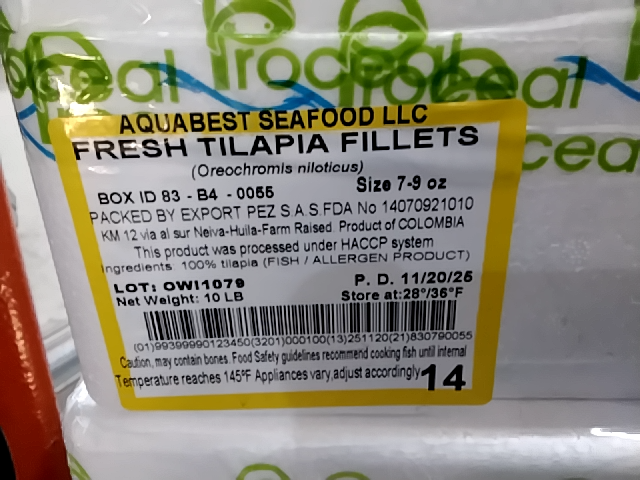 Proceal
Proceal
Proceal
Proceal
AQUABEST SEAFOOD LLC
FRESH TILAPIA FILLETS
(Oreochromis niloticus)
BOX ID 83 - B4 - 0055 Size 7-9 oz
PACKED BY EXPORT PEZ S.A.S.FDA No 14070921010
KM 12 via al sur Neiva-Huila-Farm Raised. Product of COLOMBIA
This product was processed under HACCP system
Ingredients: 100% tilapia (FISH / ALLERGEN PRODUCT)
LOT: OWI1079 P. D. 11/20/25
Net Weight: 10 LB Store at:28°/36°F
(01)99399990123450(3201)000100(13)251120(21)830790055
Caution, may contain bones. Food Safety guidelines recommend cooking fish until internal
Temperature reaches 145°F Appliances vary,adjust accordingly 14